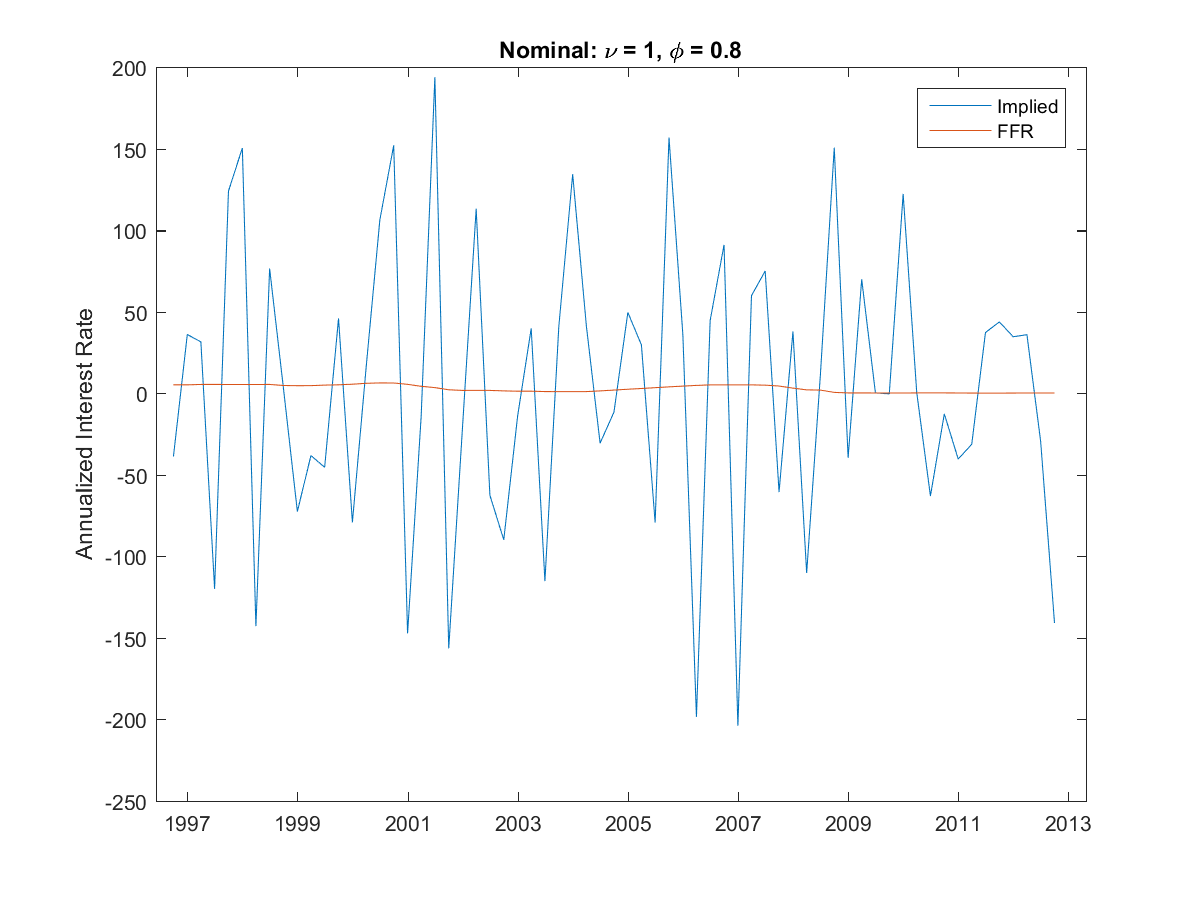 Nominal: ν = 1, ϕ = 0.8
Implied
FFR
Annualized Interest Rate
200
150
100
50
0
-50
-100
-150
-200
-250
1997 1999 2001 2003 2005 2007 2009 2011 2013